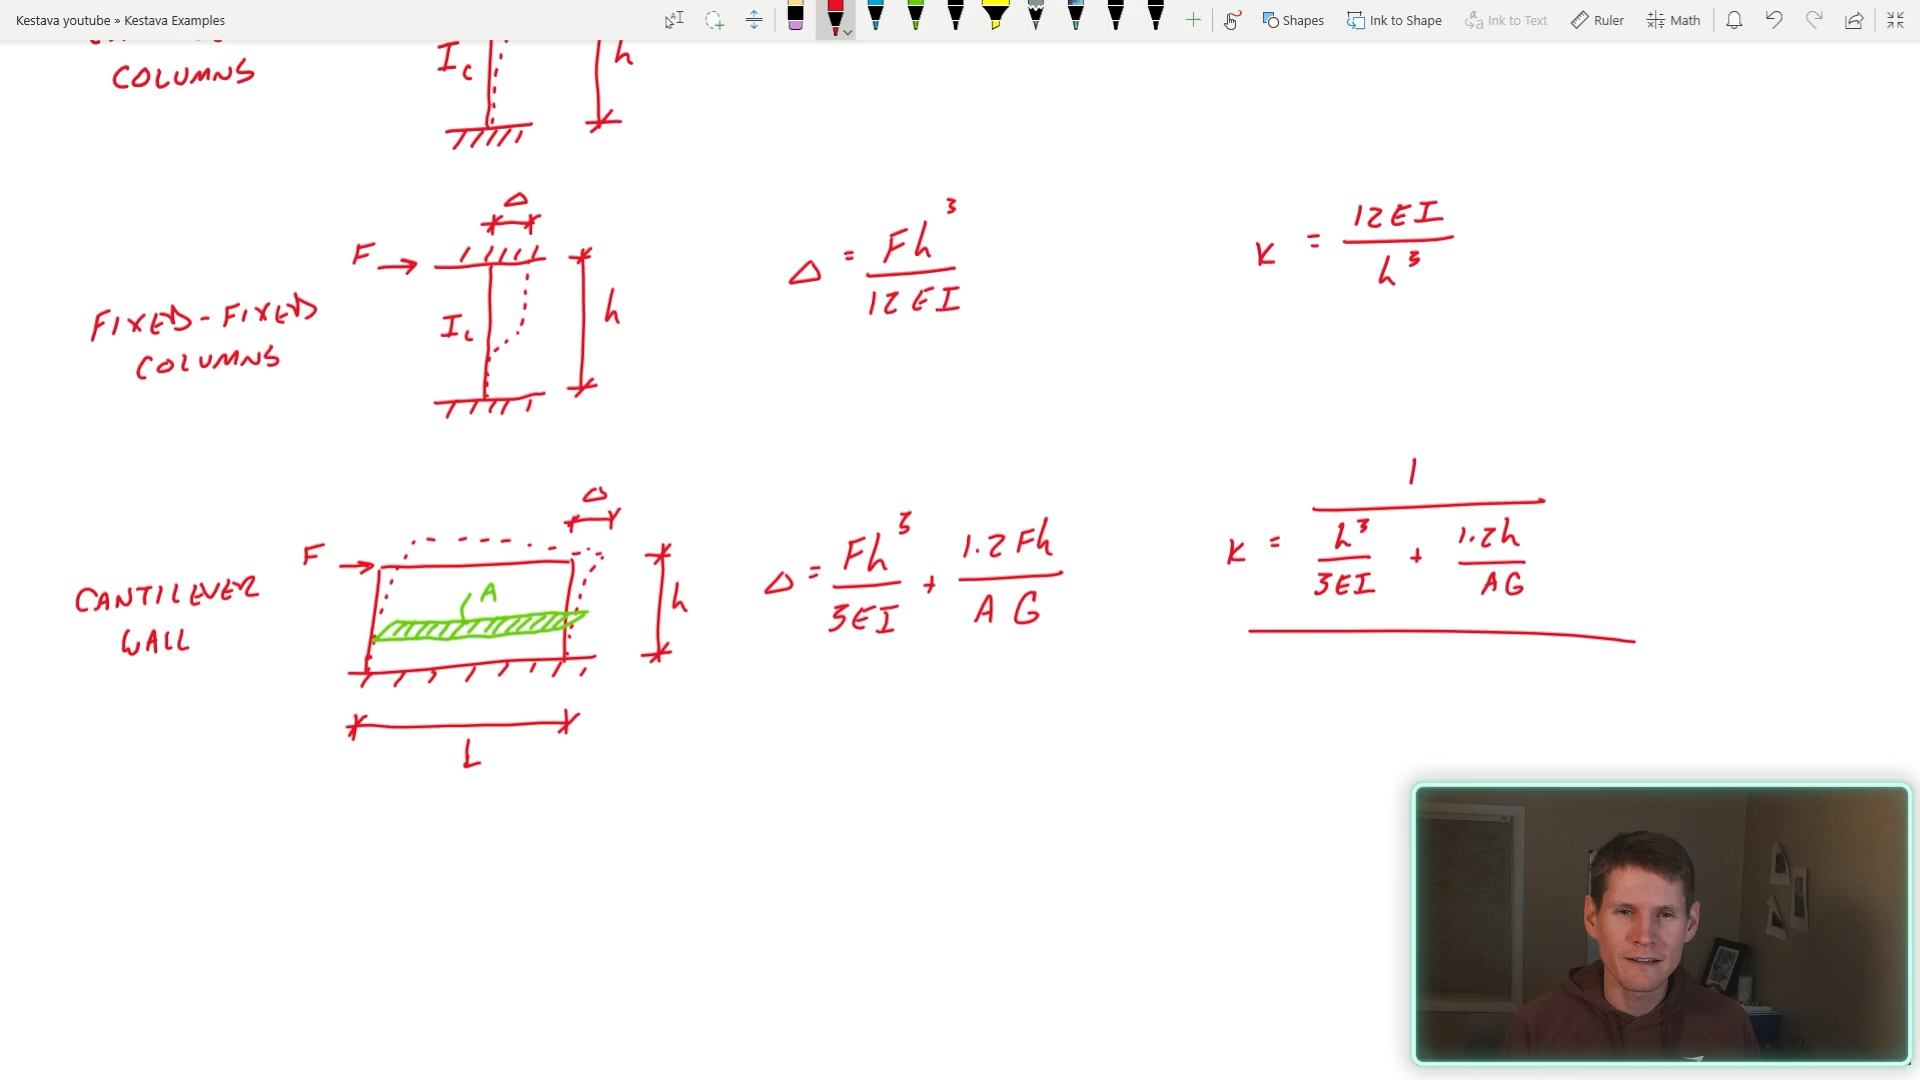 Kestava youtube » Kestava Examples
Shapes Ink to Shape Ink to Text Ruler Math
COLUMNS
Ic
h
Δ
F
Ic
h
FIXED-FIXED
COLUMNS
Δ = Fh³ / 12EI
K = 12EI / h³
Δ
F
A
h
L
CANTILEVER
WALL
Δ = Fh³ / 3EI + 1.2Fh / AG
K = 1 / (h³ / 3EI + 1.2h / AG)